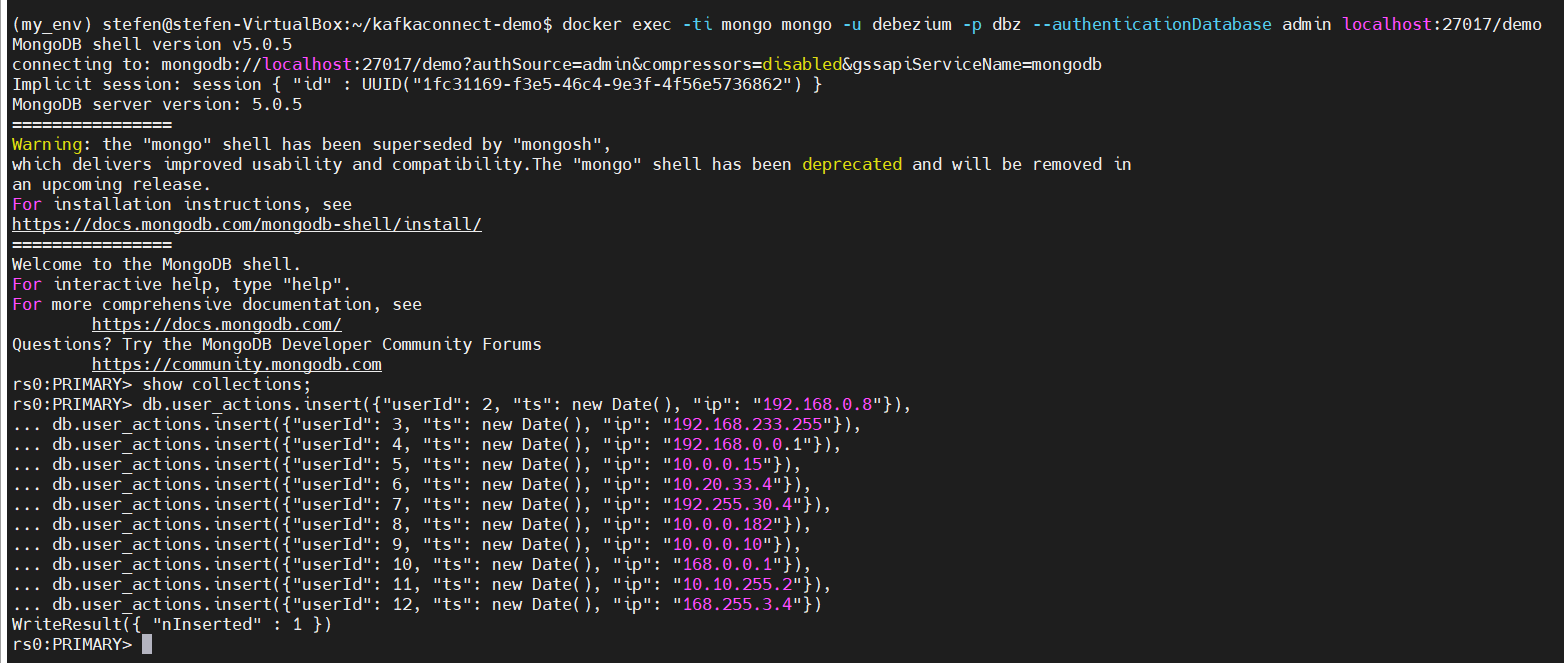 (my_env) stefen@stefen-VirtualBox:~/kafkaconnect-demo$ docker exec -ti mongo mongo -u debezium -p dbz --authenticationDatabase admin localhost:27017/demo
MongoDB shell version v5.0.5
connecting to: mongodb://localhost:27017/demo?authSource=admin&compressors=disabled&gssapiServiceName=mongodb
Implicit session: session { "id" : UUID("1fc31169-f3e5-46c4-9e3f-4f56e5736862") }
MongoDB server version: 5.0.5
================
Warning: the "mongo" shell has been superseded by "mongosh",
which delivers improved usability and compatibility.The "mongo" shell has been deprecated and will be removed in
an upcoming release.
For installation instructions, see
https://docs.mongodb.com/mongodb-shell/install/
================
Welcome to the MongoDB shell.
For interactive help, type "help".
For more comprehensive documentation, see
        https://docs.mongodb.com/
Questions? Try the MongoDB Developer Community Forums
        https://community.mongodb.com
rs0:PRIMARY> show collections;
rs0:PRIMARY> db.user_actions.insert({"userId": 2, "ts": new Date(), "ip": "192.168.0.8"}),
... db.user_actions.insert({"userId": 3, "ts": new Date(), "ip": "192.168.233.255"}),
... db.user_actions.insert({"userId": 4, "ts": new Date(), "ip": "192.168.0.0.1"}),
... db.user_actions.insert({"userId": 5, "ts": new Date(), "ip": "10.0.0.15"}),
... db.user_actions.insert({"userId": 6, "ts": new Date(), "ip": "10.20.33.4"}),
... db.user_actions.insert({"userId": 7, "ts": new Date(), "ip": "192.255.30.4"}),
... db.user_actions.insert({"userId": 8, "ts": new Date(), "ip": "10.0.0.182"}),
... db.user_actions.insert({"userId": 9, "ts": new Date(), "ip": "10.0.0.10"}),
... db.user_actions.insert({"userId": 10, "ts": new Date(), "ip": "168.0.0.1"}),
... db.user_actions.insert({"userId": 11, "ts": new Date(), "ip": "10.10.255.2"}),
... db.user_actions.insert({"userId": 12, "ts": new Date(), "ip": "168.255.3.4"})
WriteResult({ "nInserted" : 1 })
rs0:PRIMARY>